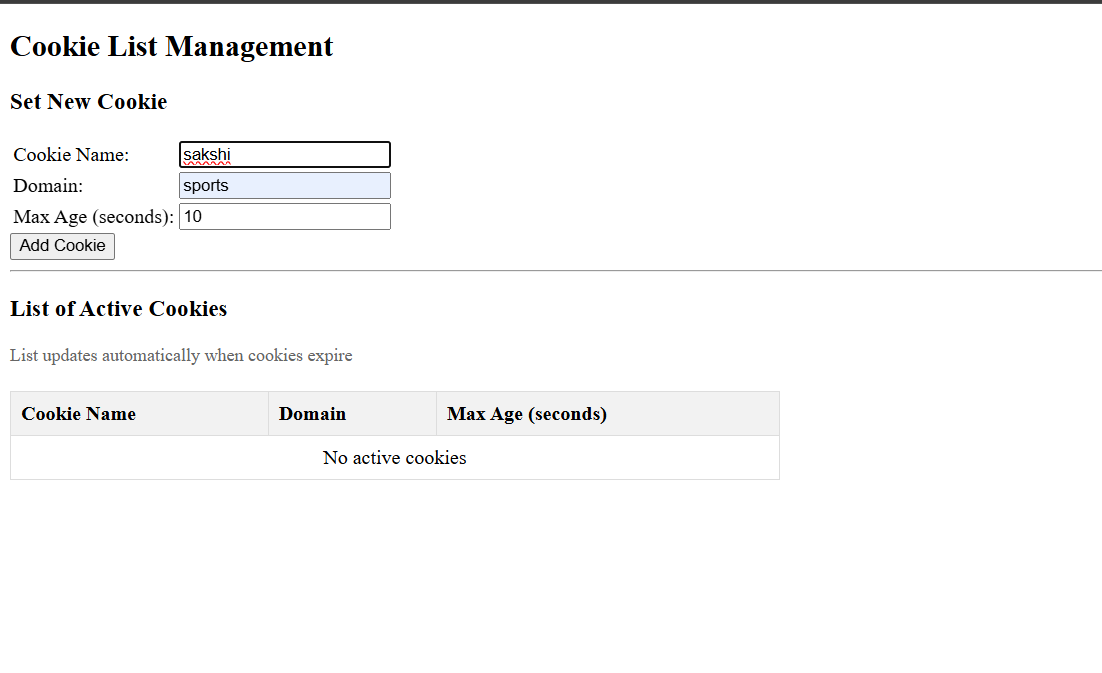 Cookie List Management
Set New Cookie
Cookie Name: sakshi
Domain: sports
Max Age (seconds): 10
Add Cookie
List of Active Cookies
List updates automatically when cookies expire
Cookie Name Domain Max Age (seconds)
No active cookies